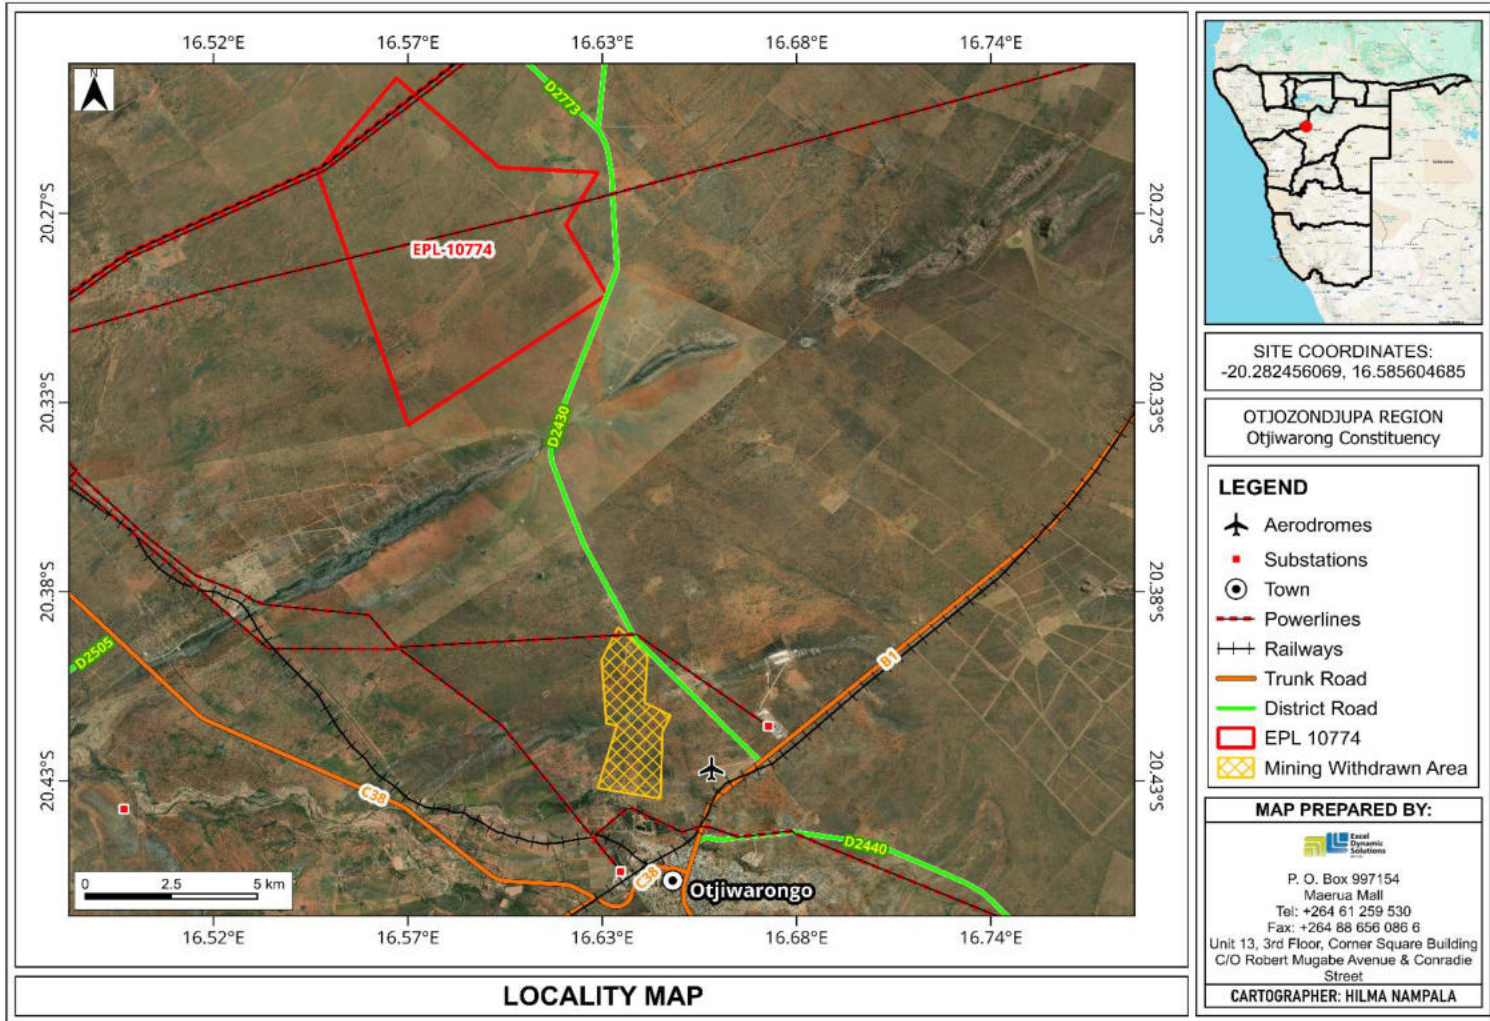 16.52°E
16.57°E
16.63°E
16.68°E
16.74°E
N
D2773
20.27°S
20.27°S
EPL-10774
20.33°S
20.33°S
D2430
20.38°S
20.38°S
D2505
B1
20.43°S
20.43°S
C38
D2440
C38
Otjiwarongo
0 2.5 5 km
16.52°E
16.57°E
16.63°E
16.68°E
16.74°E
LOCALITY MAP
SITE COORDINATES:
-20.282456069, 16.585604685
OTJOZONDJUPA REGION
Otjiwarong Constituency
LEGEND
Aerodromes
Substations
Town
Powerlines
Railways
Trunk Road
District Road
EPL 10774
Mining Withdrawn Area
MAP PREPARED BY:
Excel
Dynamic
Solutions
P. O. Box 997154
Maerua Mall
Tel: +264 61 259 530
Fax: +264 88 656 086 6
Unit 13, 3rd Floor, Corner Square Building
C/O Robert Mugabe Avenue & Conradie
Street
CARTOGRAPHER: HILMA NAMPALA